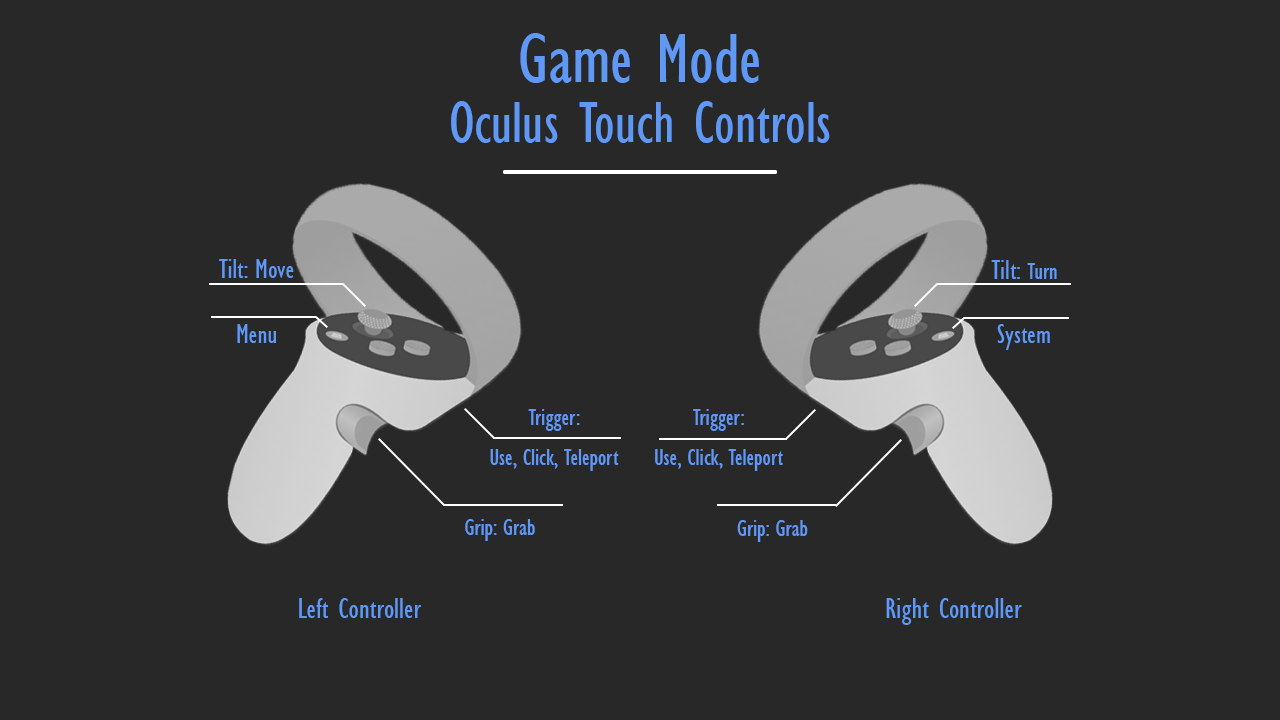 Game Mode
Oculus Touch Controls
Tilt: Move
Menu
Trigger:
Use, Click, Teleport
Grip: Grab
Left Controller
Tilt: Turn
System
Trigger:
Use, Click, Teleport
Grip: Grab
Right Controller